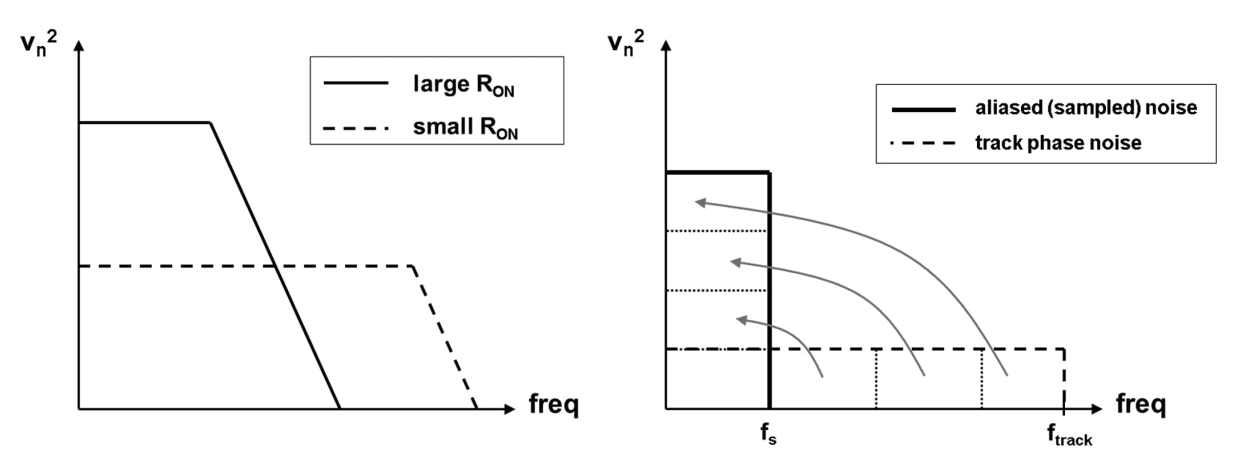 vn²
large RON
small RON
freq
vn²
aliased (sampled) noise
track phase noise
freq
fs
ftrack